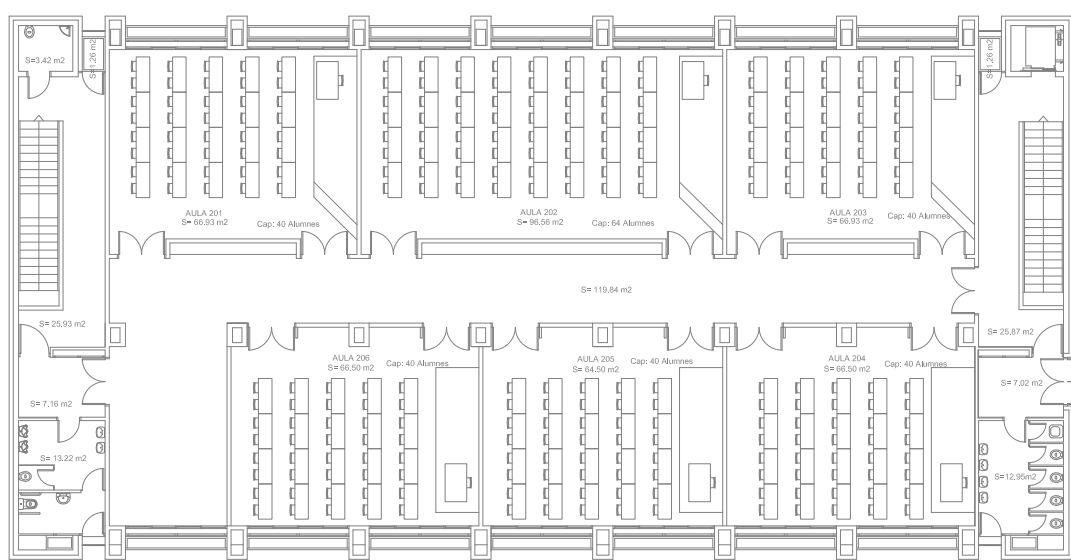 S=3.42 m2
S=1,26 m2
S=1,26 m2
AULA 201
S= 66,93 m2
Cap: 40 Alumnes
AULA 202
S= 96,56 m2
Cap: 64 Alumnes
AULA 203
S= 66,93 m2
Cap: 40 Alumnes
S= 119,84 m2
S= 25,93 m2
S= 25,87 m2
AULA 206
S= 66,50 m2
Cap: 40 Alumnes
AULA 205
S= 64,50 m2
Cap: 40 Alumnes
AULA 204
S= 66,50 m2
Cap: 40 Alumnes
S= 7,16 m2
S= 7,02 m2
S= 13,22 m2
S=12,95m2